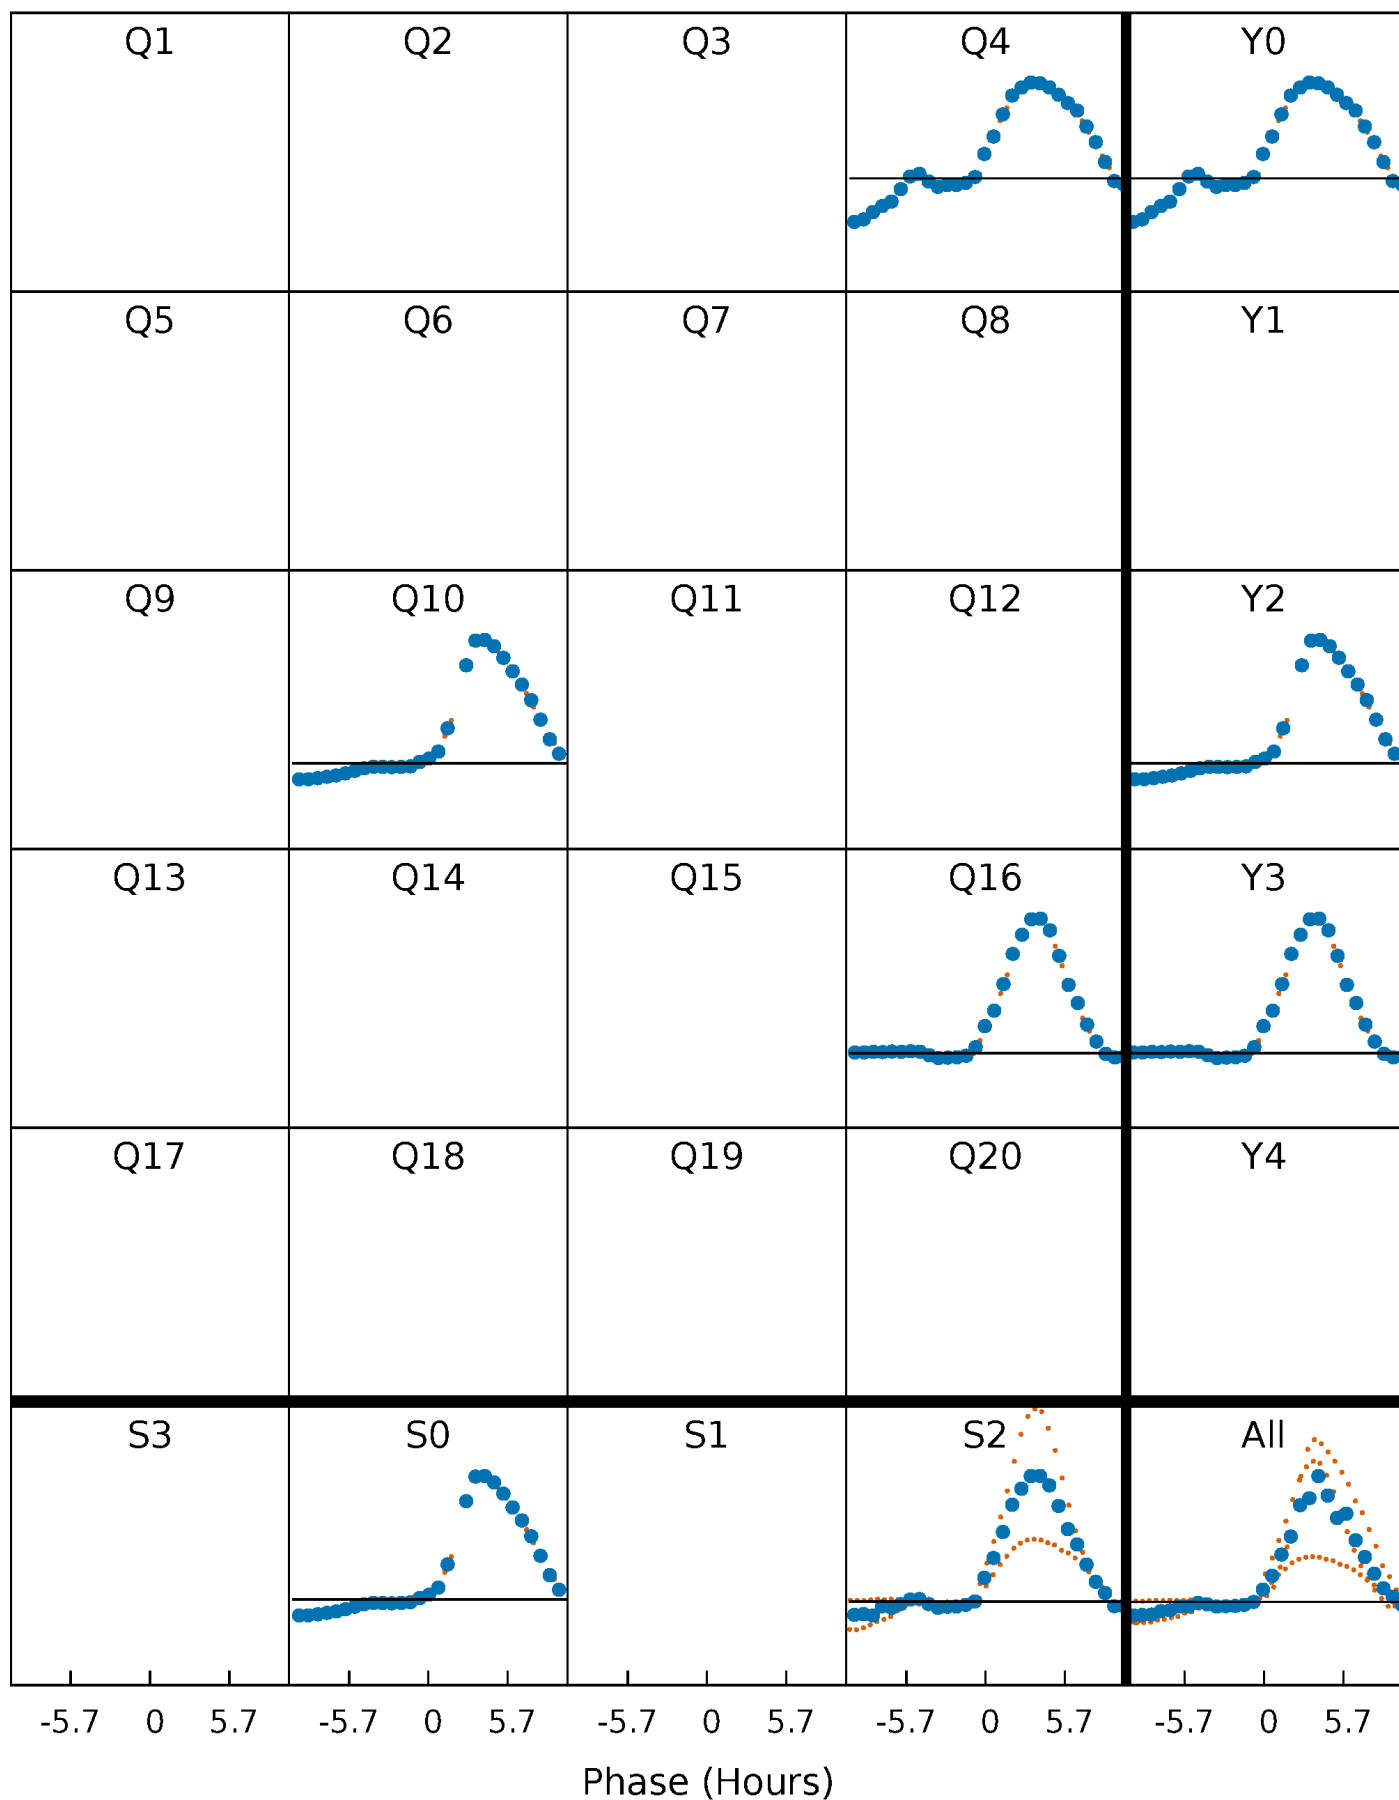 Q1 Q2 Q3 Q4 Y0
Q5 Q6 Q7 Q8 Y1
Q9 Q10 Q11 Q12 Y2
Q13 Q14 Q15 Q16 Y3
Q17 Q18 Q19 Q20 Y4
S3 S0 S1 S2 All
-5.7 0 5.7 -5.7 0 5.7 -5.7 0 5.7 -5.7 0 5.7 -5.7 0 5.7
Phase (Hours)